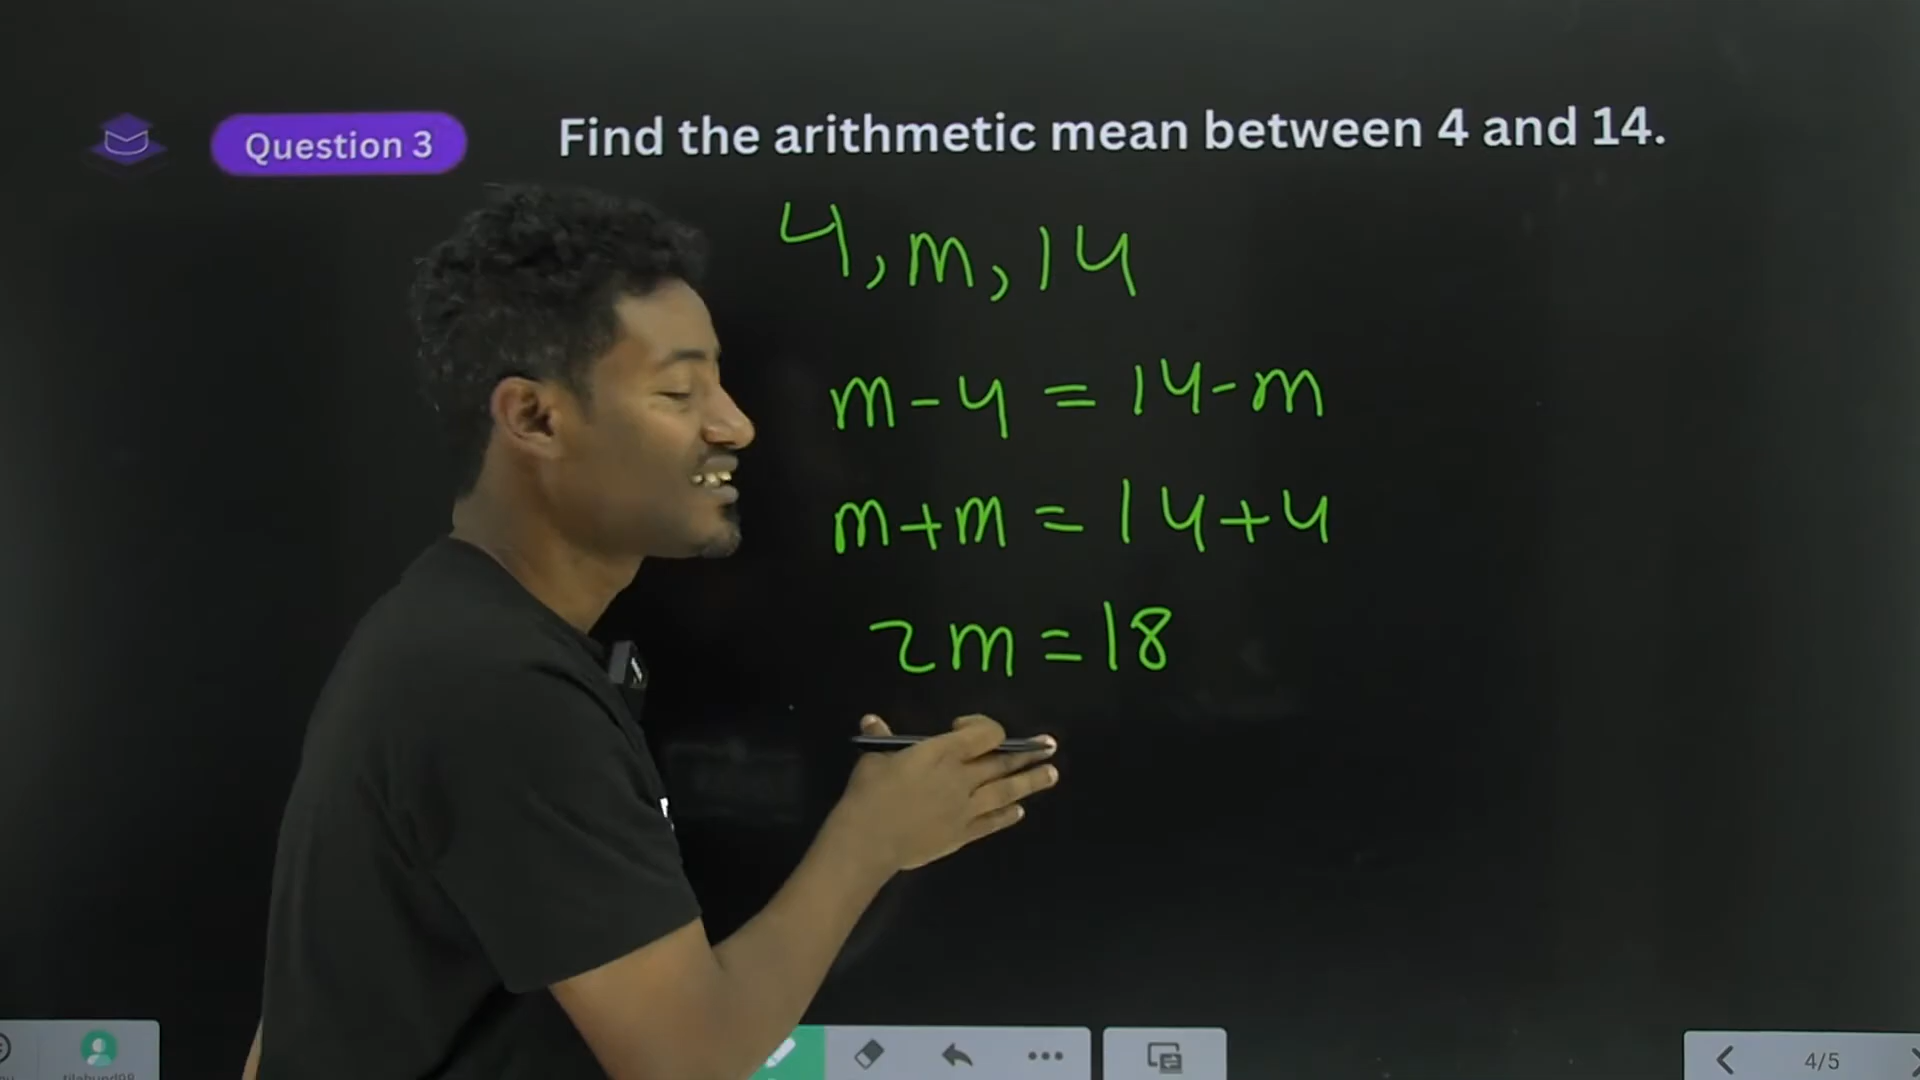 Question 3
Find the arithmetic mean between 4 and 14.
4, m, 14
m - 4 = 14 - m
m + m = 14 + 4
2m = 18
4/5